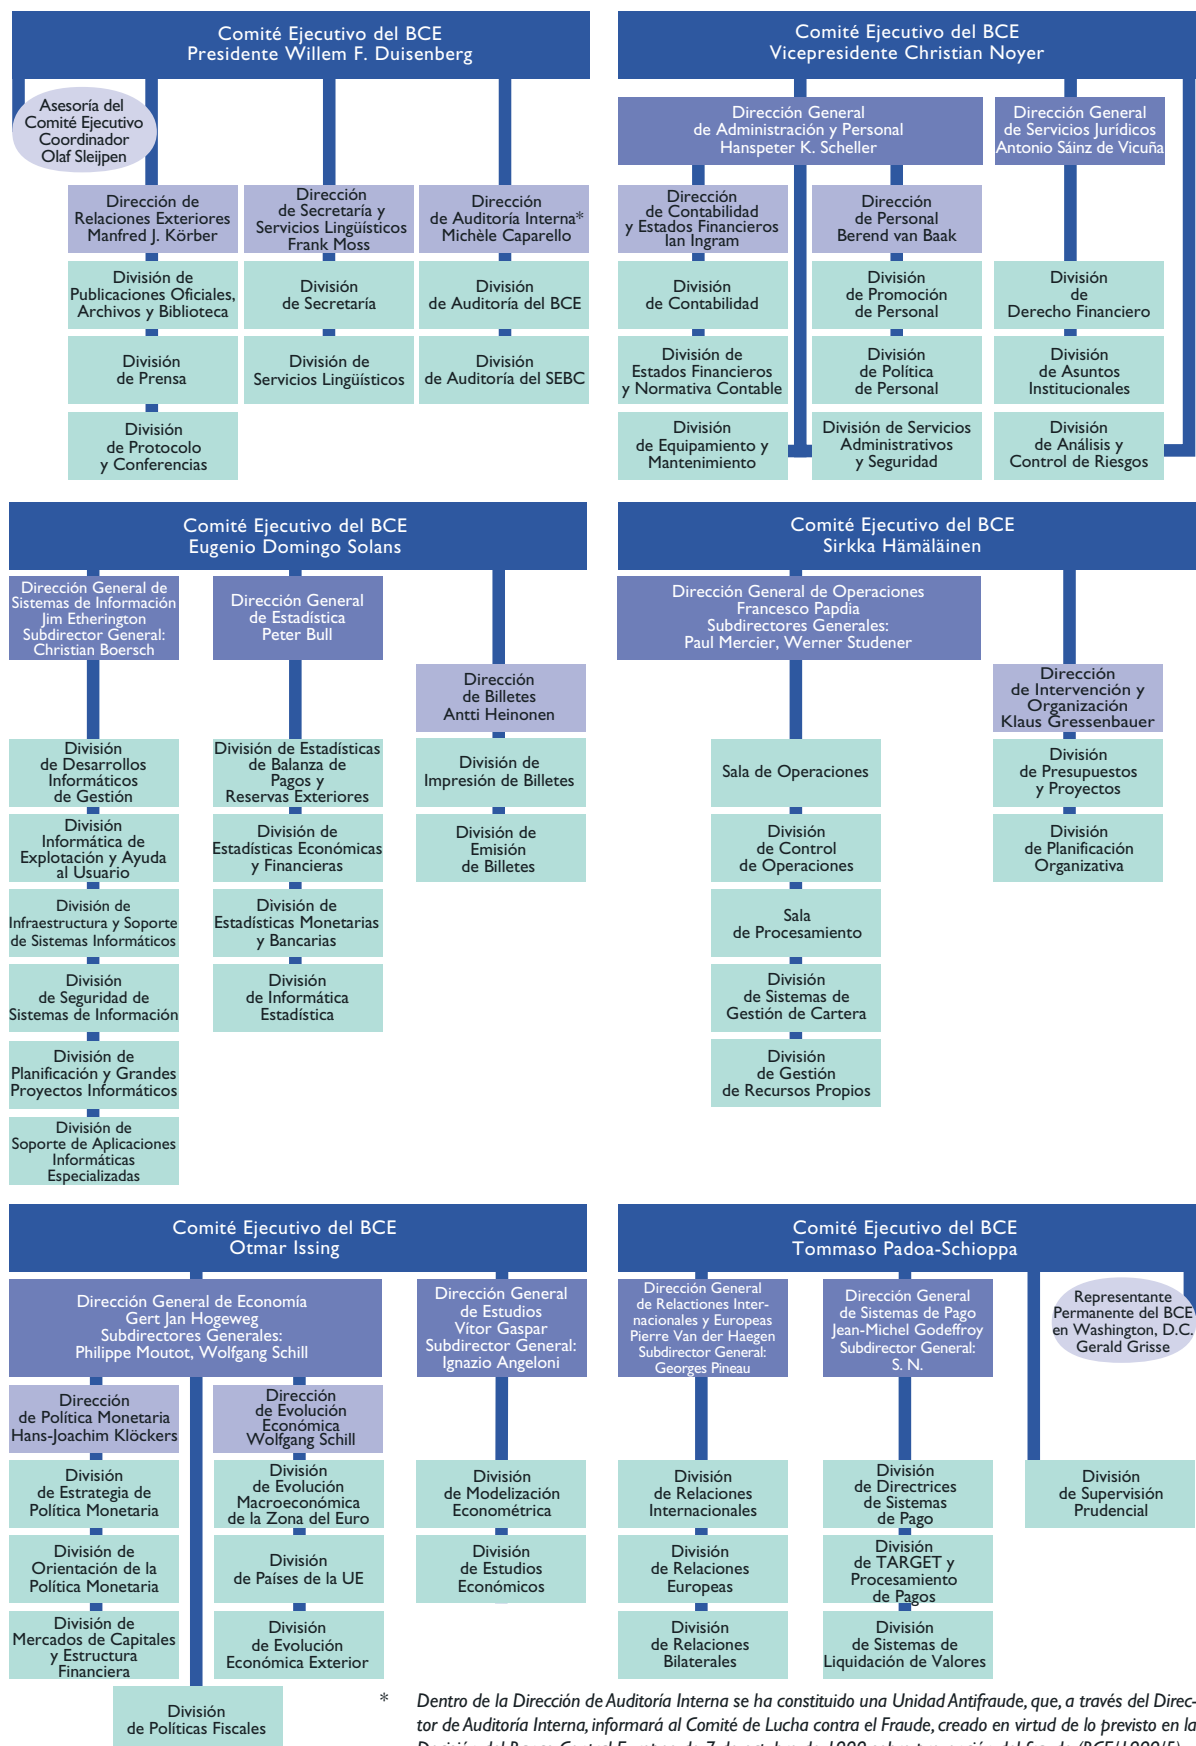 Comité Ejecutivo del BCE
Presidente Willem F. Duisenberg
Asesoría del
Comité Ejecutivo
Coordinador
Olaf Sleijpen
Dirección de
Relaciones Exteriores
Manfred J. Körber
Dirección
de Secretaría y
Servicios Lingüísticos
Frank Moss
Dirección
de Auditoría Interna*
Michèle Caparello
División de
Publicaciones Oficiales,
Archivos y Biblioteca
División
de Secretaría
División
de Auditoría del BCE
División
de Prensa
División de
Servicios Lingüísticos
División
de Auditoría del SEBC
División
de Protocolo
y Conferencias
Comité Ejecutivo del BCE
Vicepresidente Christian Noyer
Dirección General
de Administración y Personal
Hanspeter K. Scheller
Dirección General
de Servicios Jurídicos
Antonio Sáinz de Vicuña
Dirección
de Contabilidad
y Estados Financieros
Ian Ingram
Dirección
de Personal
Berend van Baak
División
de Contabilidad
División
de Promoción
de Personal
División
de
Derecho Financiero
División de
Estados Financieros
y Normativa Contable
División
de Política
de Personal
División
de Asuntos
Institucionales
División
de Equipamiento y
Mantenimiento
División de Servicios
Administrativos
y Seguridad
División
de Análisis y
Control de Riesgos
Comité Ejecutivo del BCE
Eugenio Domingo Solans
Dirección General de
Sistemas de Información
Jim Etherington
Subdirector General:
Christian Boersch
Dirección General
de Estadística
Peter Bull
Dirección
de Billetes
Antti Heinonen
División
de Desarrollos
Informáticos
de Gestión
División de Estadísticas
de Balanza de
Pagos y
Reservas Exteriores
División de
Impresión de Billetes
División
Informática de
Explotación y Ayuda
al Usuario
División de
Estadísticas Económicas
y Financieras
División de
Emisión
de Billetes
División de
Infraestructura y Soporte
de Sistemas Informáticos
División de
Estadísticas Monetarias
y Bancarias
División
de Seguridad de
Sistemas de Información
División
de Informática
Estadística
División de
Planificación y Grandes
Proyectos Informáticos
División de
Soporte de Aplicaciones
Informáticas
Especializadas
Comité Ejecutivo del BCE
Sirkka Hämäläinen
Dirección General de Operaciones
Francesco Papdia
Subdirectores Generales:
Paul Mercier, Werner Studener
Dirección
de Intervención y
Organización
Klaus Gressenbauer
Sala de Operaciones
División
de Presupuestos
y Proyectos
División
de Control
de Operaciones
División
de Planificación
Organizativa
Sala
de Procesamiento
División
de Sistemas de
Gestión de Cartera
División
de Gestión
de Recursos Propios
Comité Ejecutivo del BCE
Otmar Issing
Dirección General de Economía
Gert Jan Hogeweg
Subdirectores Generales:
Philippe Moutot, Wolfgang Schill
Dirección General
de Estudios
Vítor Gaspar
Subdirector General:
Ignazio Angeloni
Dirección
de Política Monetaria
Hans-Joachim Klöckers
Dirección
de Evolución
Económica
Wolfgang Schill
División
de Estrategia de
Política Monetaria
División
de Evolución
Macroeconómica
de la Zona del Euro
División
de Modelización
Econométrica
División de
Orientación de la
Política Monetaria
División
de Países de la UE
División
de Estudios
Económicos
División de
Mercados de Capitales
y Estructura
Financiera
División
de Evolución
Económica Exterior
División
de Políticas Fiscales
Comité Ejecutivo del BCE
Tommaso Padoa-Schioppa
Dirección General
de Relaciones Inter-
nacionales y Europeas
Pierre Van der Haegen
Subdirector General:
Georges Pineau
Dirección General
de Sistemas de Pago
Jean-Michel Godeffroy
Subdirector General:
S. N.
Representante
Permanente del BCE
en Washington, D.C.
Gerald Grisse
División
de Relaciones
Internacionales
División
de Directrices
de Sistemas
de Pago
División
de Supervisión
Prudencial
División
de Relaciones
Europeas
División
de TARGET y
Procesamiento
de Pagos
División
de Relaciones
Bilaterales
División
de Sistemas de
Liquidación de Valores
* Dentro de la Dirección de Auditoría Interna se ha constituido una Unidad Antifraude, que, a través del Direc-
tor de Auditoría Interna, informará al Comité de Lucha contra el Fraude, creado en virtud de lo previsto en la
Decisión del Banco Central Europeo de 7 de octubre de 1999 sobre prevención del fraude (BCE/1999/5).